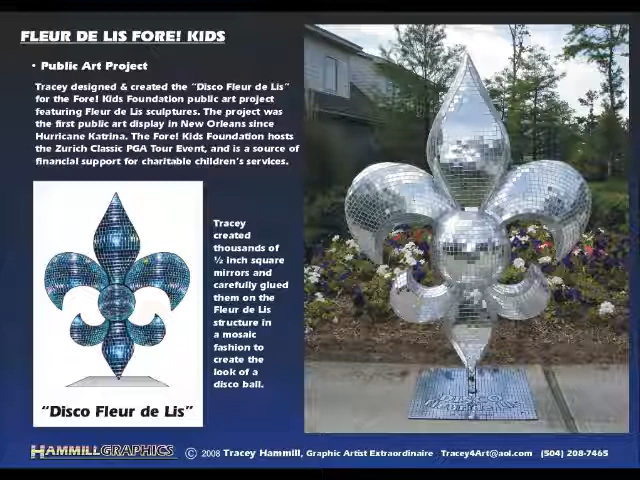 FLEUR DE LIS FORE! KIDS
• Public Art Project
Tracey designed & created the "Disco Fleur de Lis"
for the Fore! Kids Foundation public art project
featuring Fleur de Lis sculptures. The project was
the first public art display in New Orleans since
Hurricane Katrina. The Fore! Kids Foundation hosts
the Zurich Classic PGA Tour Event, and is a source of
financial support for charitable children's services.
Tracey
created
thousands of
½ inch square
mirrors and
carefully glued
them on the
Fleur de Lis
structure in
a mosaic
fashion to
create the
look of a
disco ball.
"Disco Fleur de Lis"
HAMMILLGRAPHICS © 2008 Tracey Hammill, Graphic Artist Extraordinaire Tracey4Art@aol.com (504) 208-7465